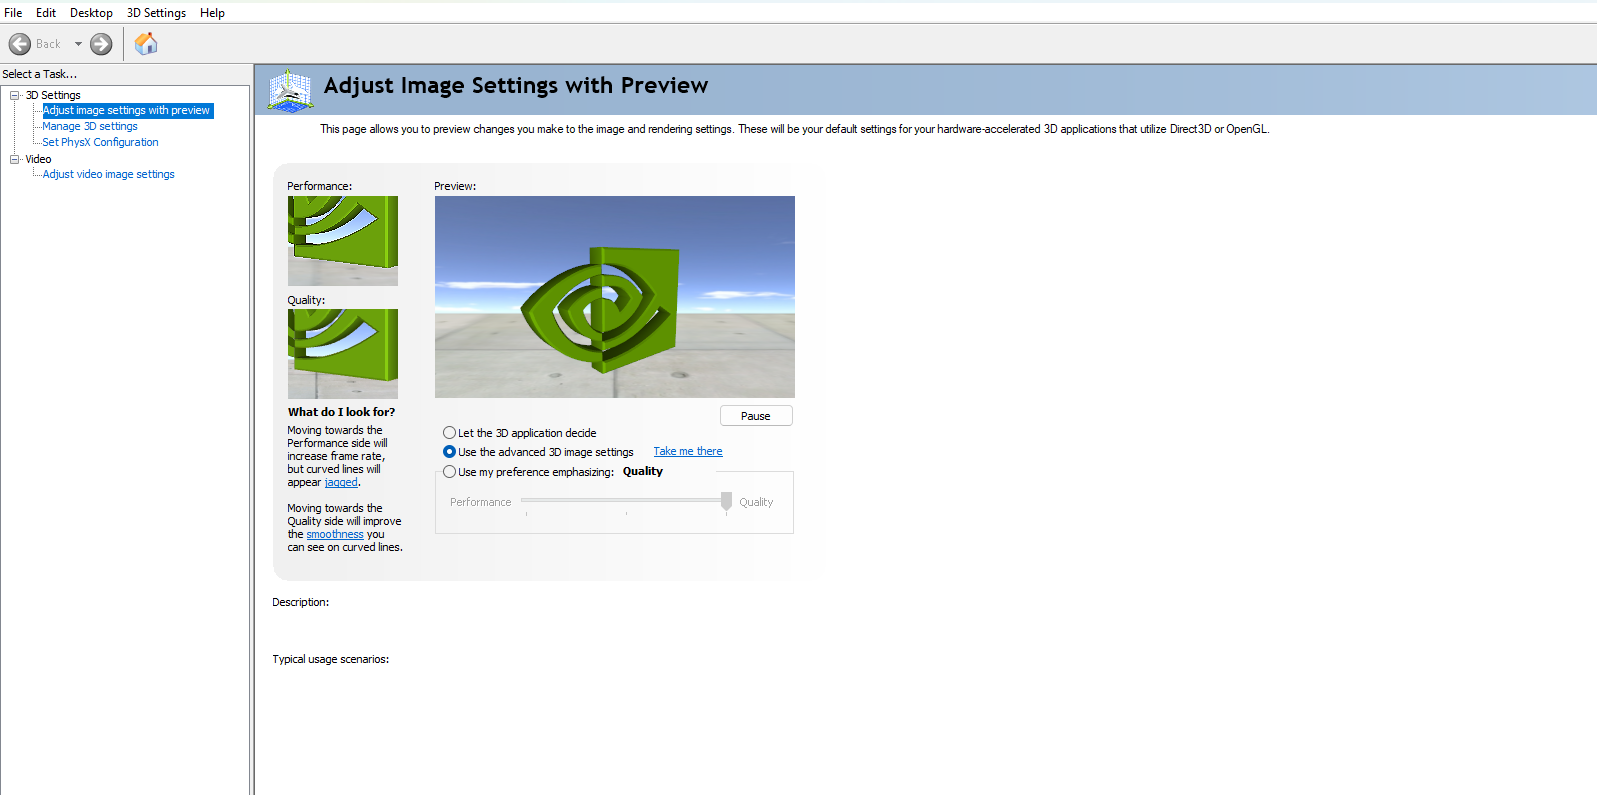 File Edit Desktop 3D Settings Help
Back
Select a Task...
3D Settings
Adjust image settings with preview
Manage 3D settings
Set PhysX Configuration
Video
Adjust video image settings
Adjust Image Settings with Preview
This page allows you to preview changes you make to the image and rendering settings. These will be your default settings for your hardware-accelerated 3D applications that utilize Direct3D or OpenGL.
Performance:
Quality:
What do I look for?
Moving towards the
Performance side will
increase frame rate,
but curved lines will
appear jagged.
Moving towards the
Quality side will improve
the smoothness you
can see on curved lines.
Preview:
Pause
Let the 3D application decide
Use the advanced 3D image settings Take me there
Use my preference emphasizing: Quality
Performance Quality
Description:
Typical usage scenarios: